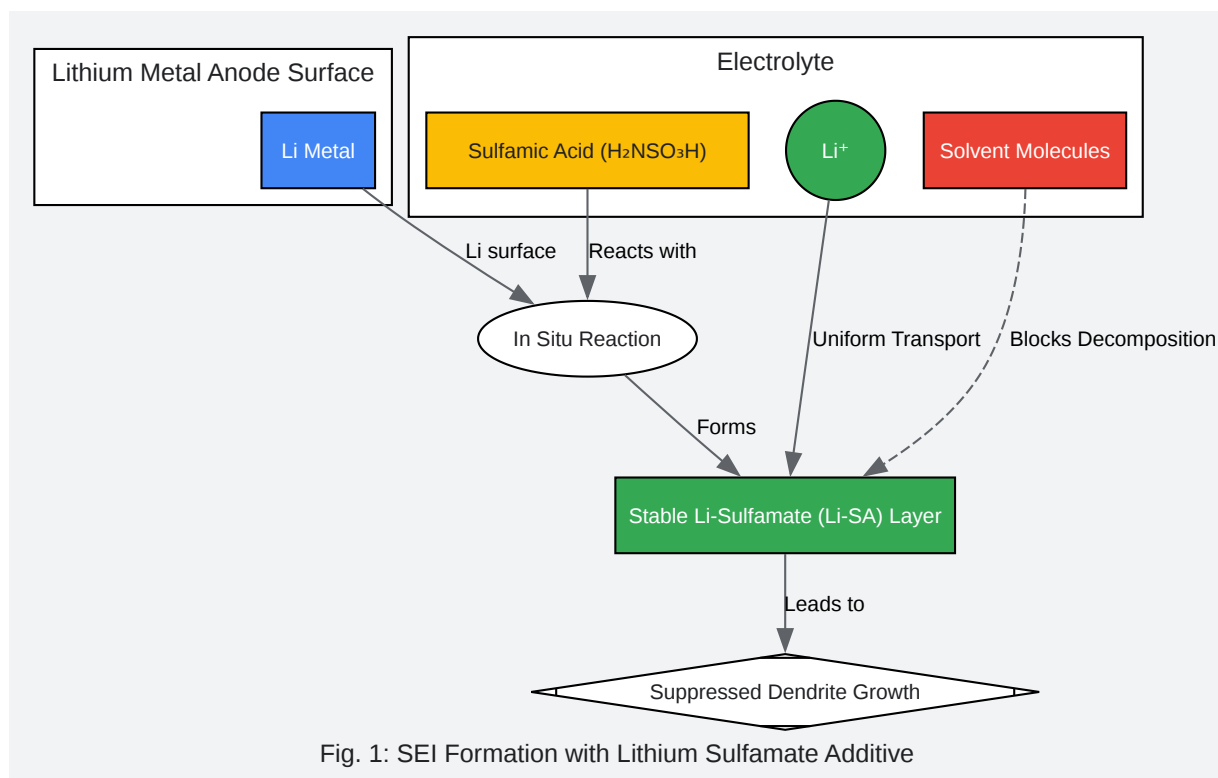 Lithium Metal Anode Surface
Electrolyte
Li Metal
Sulfamic Acid (H₂NSO₃H)
Li⁺
Solvent Molecules
Li surface
Reacts with
In Situ Reaction
Uniform Transport
Blocks Decomposition
Forms
Stable Li-Sulfamate (Li-SA) Layer
Leads to
Suppressed Dendrite Growth
Fig. 1: SEI Formation with Lithium Sulfamate Additive